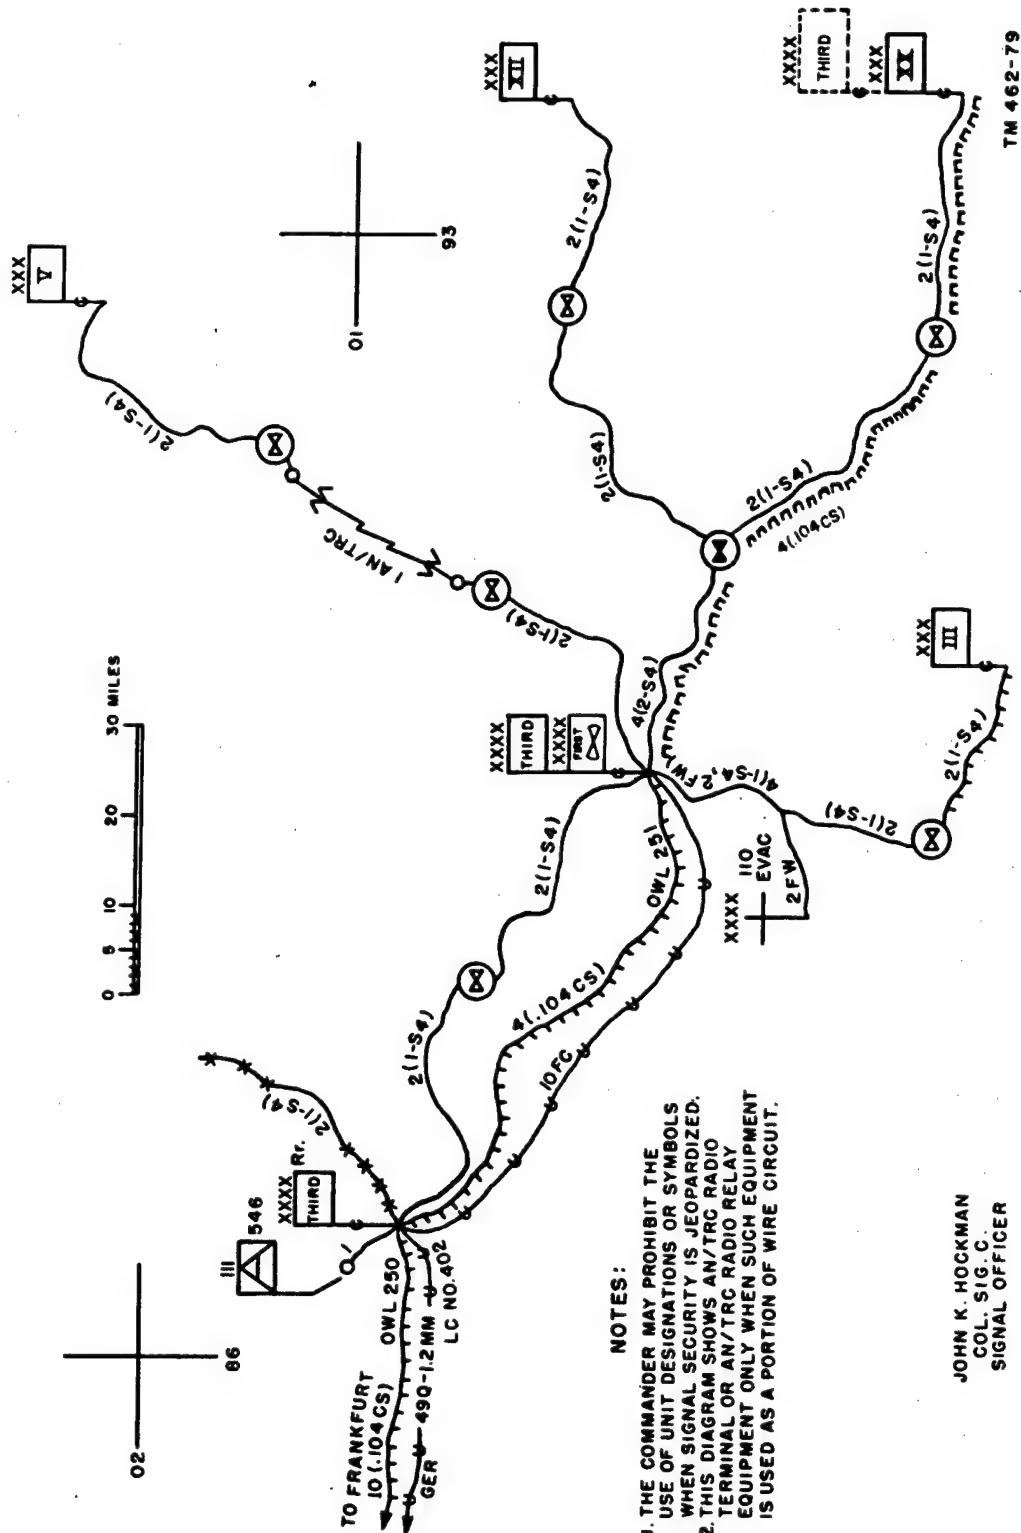 XXX
V
XXX
XII
XXXX
THIRD
XXX
XX
TM 462-79
01
93
2(1-S4)
2(1-S4)
2(1-S4)
1 AN/TRC
2(1-S4)
2(1-S4)
2(1-S4)
4(.104CS)
4(2-S4)
2(1-S4)
0 5 10 20 30 MILES
XXXX
THIRD
XXXX
FIRST
XXX
III
2(1-S4)
4(1-S4, 2FW)
2(1-S4)
2FW
XXXX
110
EVAC
2(1-S4)
2(1-S4)
OWL 251
4(.104CS)
10FC
2(1-S4)
XXXX
THIRD
Rr.
III
546
1
02
86
OWL 250
LC NO.402
TO FRANKFURT
10(.104CS)
49Q-1.2MM
GER
NOTES:
1. THE COMMANDER MAY PROHIBIT THE
USE OF UNIT DESIGNATIONS OR SYMBOLS
WHEN SIGNAL SECURITY IS JEOPARDIZED.
2. THIS DIAGRAM SHOWS AN/TRC RADIO
TERMINAL OR AN/TRC RADIO RELAY
EQUIPMENT ONLY WHEN SUCH EQUIPMENT
IS USED AS A PORTION OF WIRE CIRCUIT.
JOHN K. HOCKMAN
COL. SIG. C.
SIGNAL OFFICER